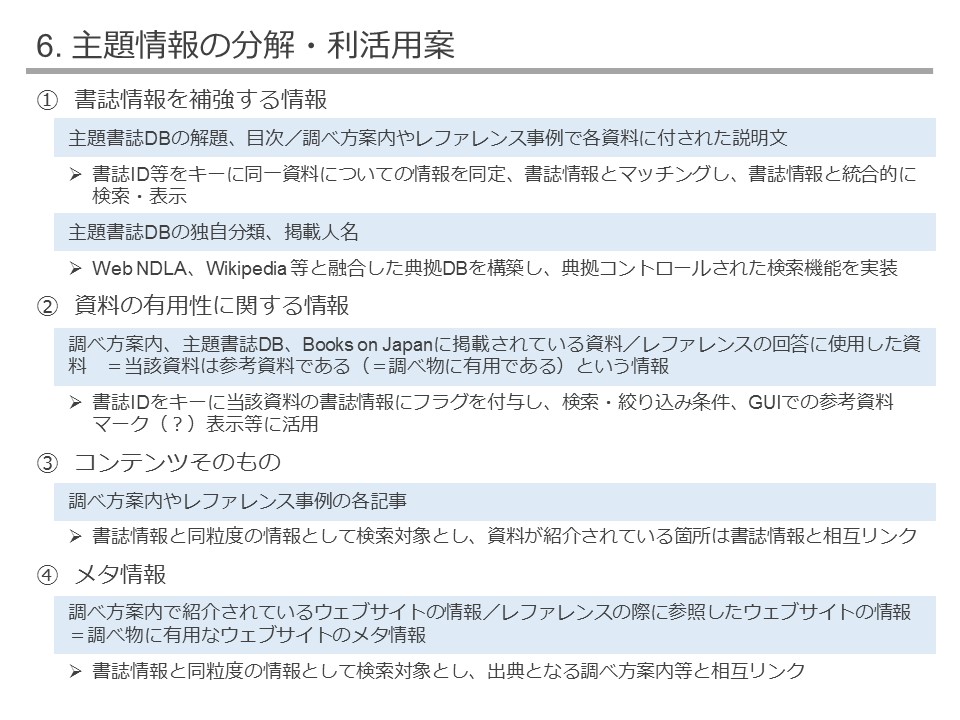 6. 主題情報の分解・利活用案
① 書誌情報を補強する情報
主題書誌DBの解題、目次／調べ方案内やレファレンス事例で各資料に付された説明文
➢ 書誌ID等をキーに同一資料についての情報を同定、書誌情報とマッチングし、書誌情報と統合的に
検索・表示
主題書誌DBの独自分類、掲載人名
➢ Web NDLA、Wikipedia 等と融合した典拠DBを構築し、典拠コントロールされた検索機能を実装
② 資料の有用性に関する情報
調べ方案内、主題書誌DB、Books on Japanに掲載されている資料／レファレンスの回答に使用した資
料　＝当該資料は参考資料である（＝調べ物に有用である）という情報
➢ 書誌IDをキーに当該資料の書誌情報にフラグを付与し、検索・絞り込み条件、GUIでの参考資料
マーク（？）表示等に活用
③ コンテンツそのもの
調べ方案内やレファレンス事例の各記事
➢ 書誌情報と同粒度の情報として検索対象とし、資料が紹介されている箇所は書誌情報と相互リンク
④ メタ情報
調べ方案内で紹介されているウェブサイトの情報／レファレンスの際に参照したウェブサイトの情報
＝調べ物に有用なウェブサイトのメタ情報
➢ 書誌情報と同粒度の情報として検索対象とし、出典となる調べ方案内等と相互リンク